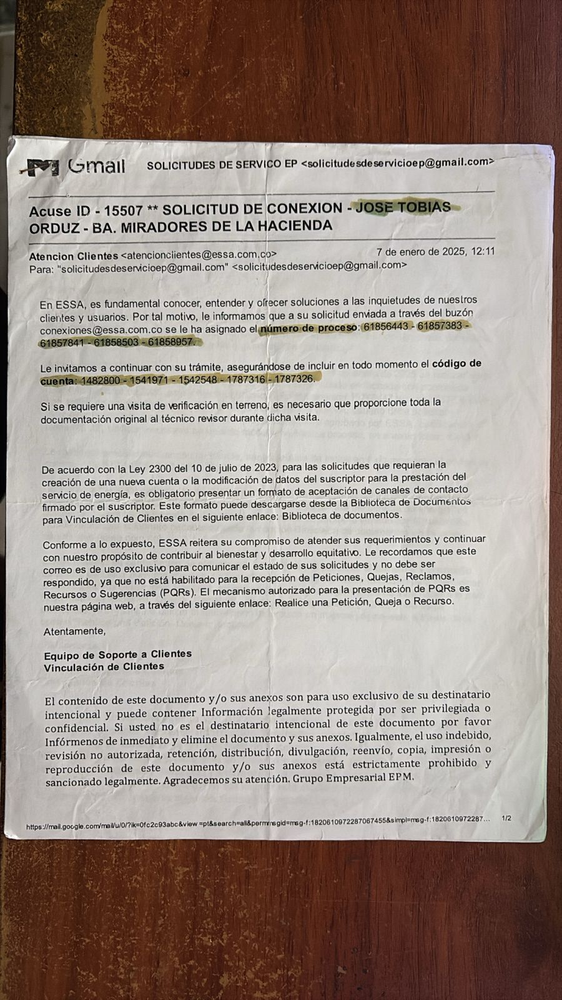 Gmail
SOLICITUDES DE SERVICO EP <solicitudesdeservicioep@gmail.com>
Acuse ID - 15507 ** SOLICITUD DE CONEXION - JOSE TOBIAS
ORDUZ - BA. MIRADORES DE LA HACIENDA
Atencion Clientes <atencionclientes@essa.com.co>
7 de enero de 2025, 12:11
Para: "solicitudesdeservicioep@gmail.com" <solicitudesdeservicioep@gmail.com>
En ESSA, es fundamental conocer, entender y ofrecer soluciones a las inquietudes de nuestros
clientes y usuarios. Por tal motivo, le informamos que a su solicitud enviada a través del buzón
conexiones@essa.com.co se le ha asignado el número de proceso: 61856443 - 61857383 -
61857841 - 61858503 - 61858957.
Le invitamos a continuar con su trámite, asegurándose de incluir en todo momento el código de
cuenta: 1482800 - 1541971 - 1542548 - 1787316 - 1787326.
Si se requiere una visita de verificación en terreno, es necesario que proporcione toda la
documentación original al técnico revisor durante dicha visita.
De acuerdo con la Ley 2300 del 10 de julio de 2023, para las solicitudes que requieran la
creación de una nueva cuenta o la modificación de datos del suscriptor para la prestación del
servicio de energía, es obligatorio presentar un formato de aceptación de canales de contacto
firmado por el suscriptor. Este formato puede descargarse desde la Biblioteca de Documentos
para Vinculación de Clientes en el siguiente enlace: Biblioteca de documentos.
Conforme a lo expuesto, ESSA reitera su compromiso de atender sus requerimientos y continuar
con nuestro propósito de contribuir al bienestar y desarrollo equitativo. Le recordamos que este
correo es de uso exclusivo para comunicar el estado de sus solicitudes y no debe ser
respondido, ya que no está habilitado para la recepción de Peticiones, Quejas, Reclamos,
Recursos o Sugerencias (PQRs). El mecanismo autorizado para la presentación de PQRs es
nuestra página web, a través del siguiente enlace: Realice una Petición, Queja o Recurso.
Atentamente,
Equipo de Soporte a Clientes
Vinculación de Clientes
El contenido de este documento y/o sus anexos son para uso exclusivo de su destinatario
intencional y puede contener Información legalmente protegida por ser privilegiada o
confidencial. Si usted no es el destinatario intencional de este documento por favor
Infórmenos de inmediato y elimine el documento y sus anexos. Igualmente, el uso indebido,
revisión no autorizada, retención, distribución, divulgación, reenvío, copia, impresión o
reproducción de este documento y/o sus anexos está estrictamente prohibido y
sancionado legalmente. Agradecemos su atención. Grupo Empresarial EPM.
https://mail.google.com/mail/u/0/?ik=0fc2c93abc&view=pt&search=all&permmsgid=msg-f:1820610972287067455&simpl=msg-f:182061097228​7...
1/2